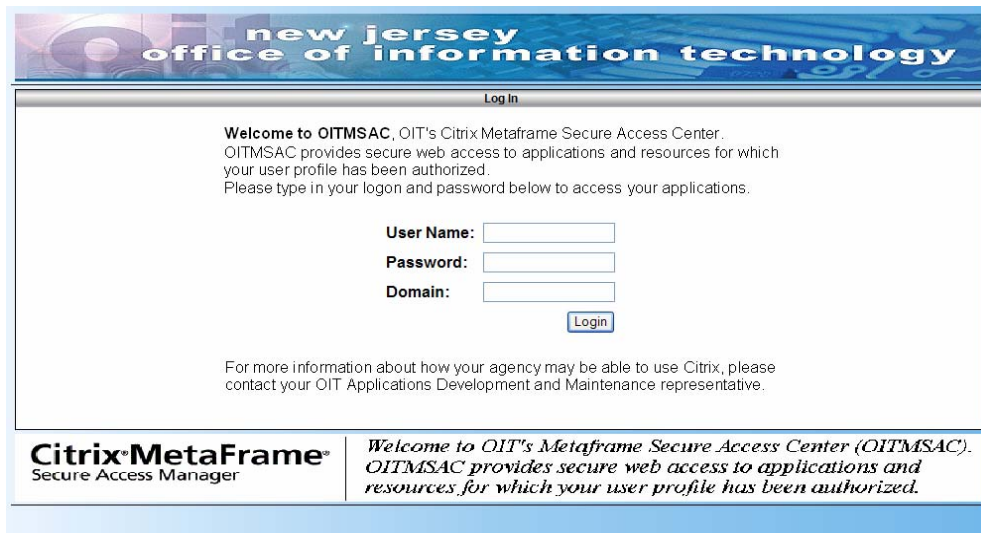 new jersey
office of information technology
Log In
Welcome to OITMSAC, OIT's Citrix Metaframe Secure Access Center.
OITMSAC provides secure web access to applications and resources for which
your user profile has been authorized.
Please type in your logon and password below to access your applications.
User Name:
Password:
Domain:
Login
For more information about how your agency may be able to use Citrix, please
contact your OIT Applications Development and Maintenance representative.
Citrix®MetaFrame®
Secure Access Manager
Welcome to OIT's Metaframe Secure Access Center (OITMSAC).
OITMSAC provides secure web access to applications and
resources for which your user profile has been authorized.